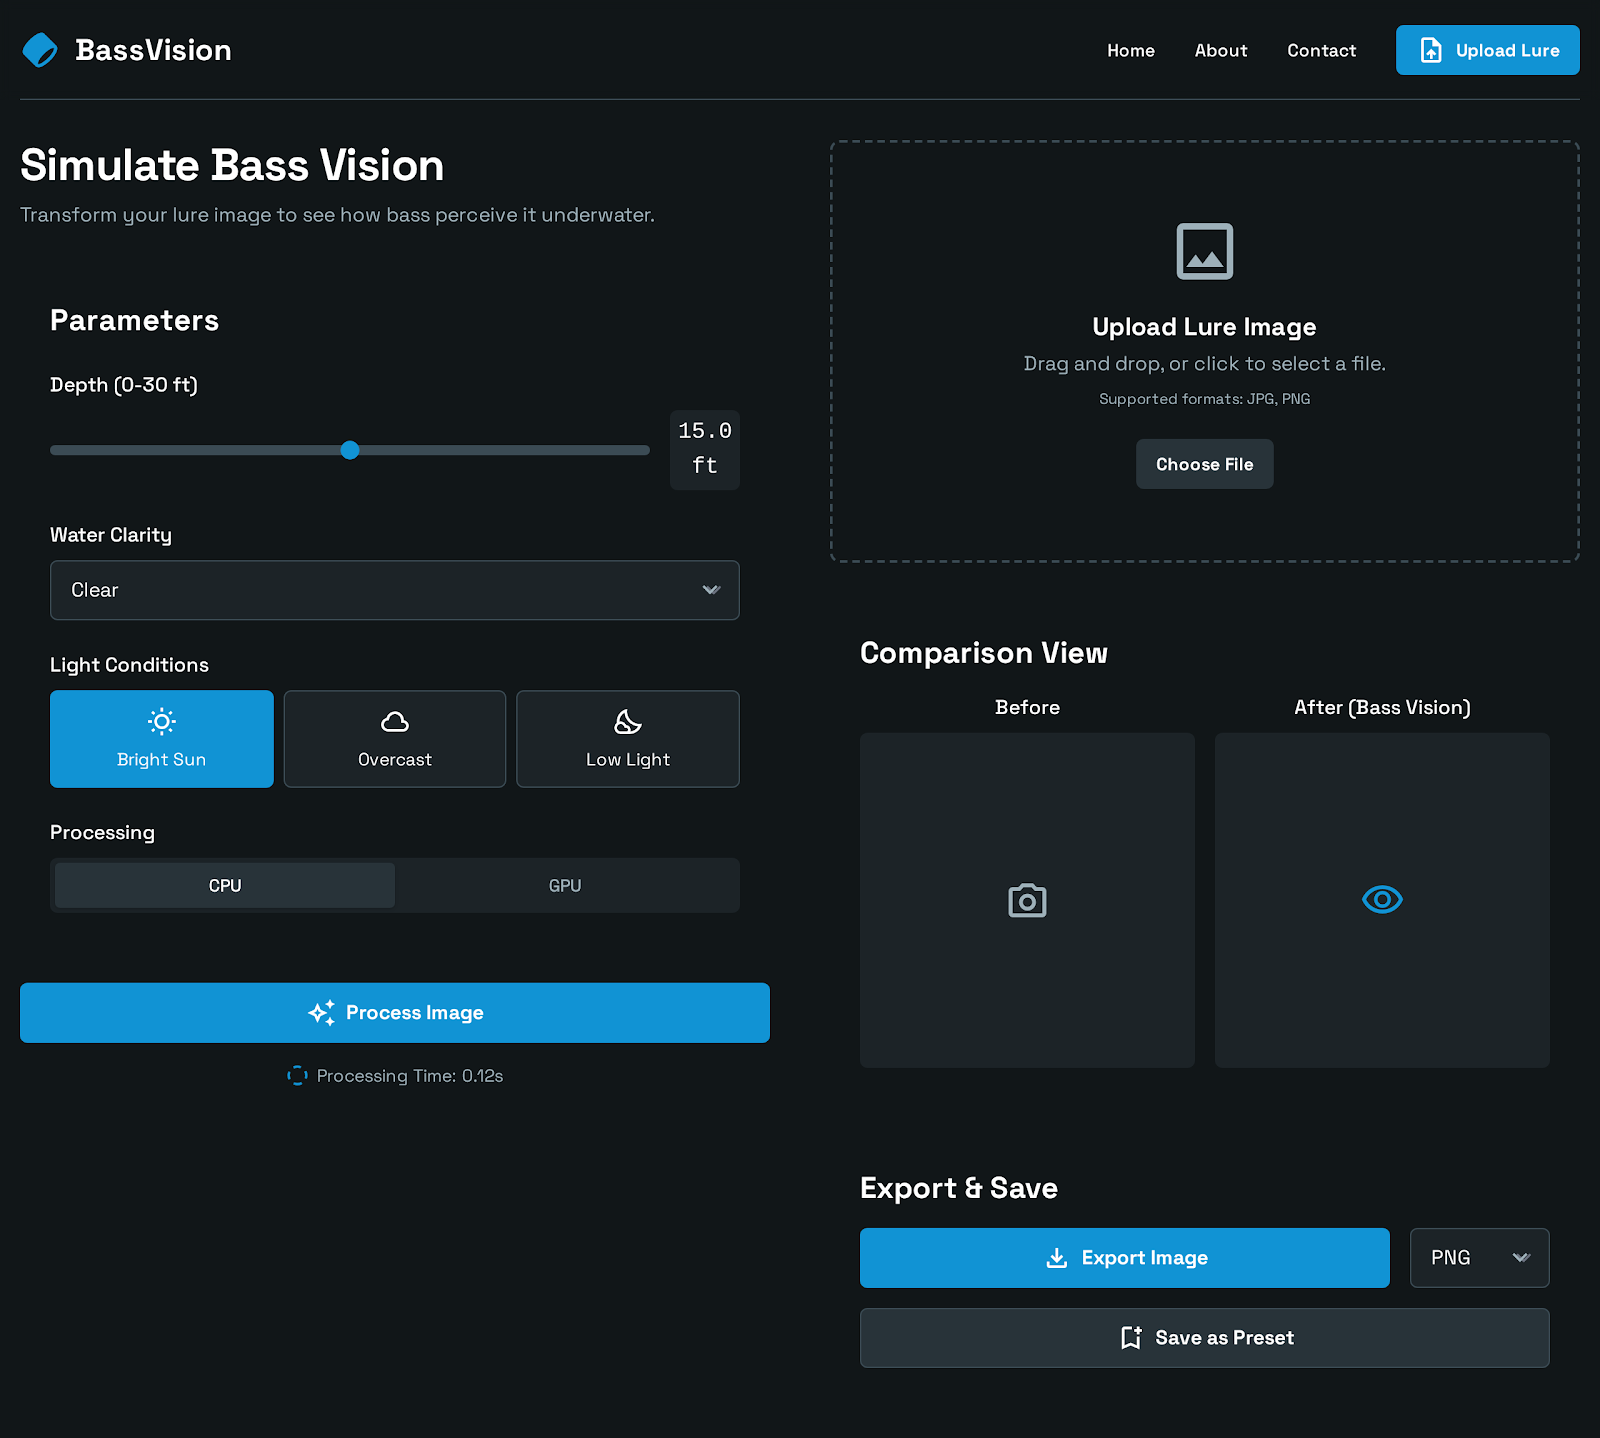 BassVision
Home
About
Contact
Upload Lure
Simulate Bass Vision
Transform your lure image to see how bass perceive it underwater.
Parameters
Depth (0-30 ft)
15.0
ft
Water Clarity
Clear
Light Conditions
Bright Sun
Overcast
Low Light
Processing
CPU
GPU
Process Image
Processing Time: 0.12s
Upload Lure Image
Drag and drop, or click to select a file.
Supported formats: JPG, PNG
Choose File
Comparison View
Before
After (Bass Vision)
Export & Save
Export Image
PNG
Save as Preset